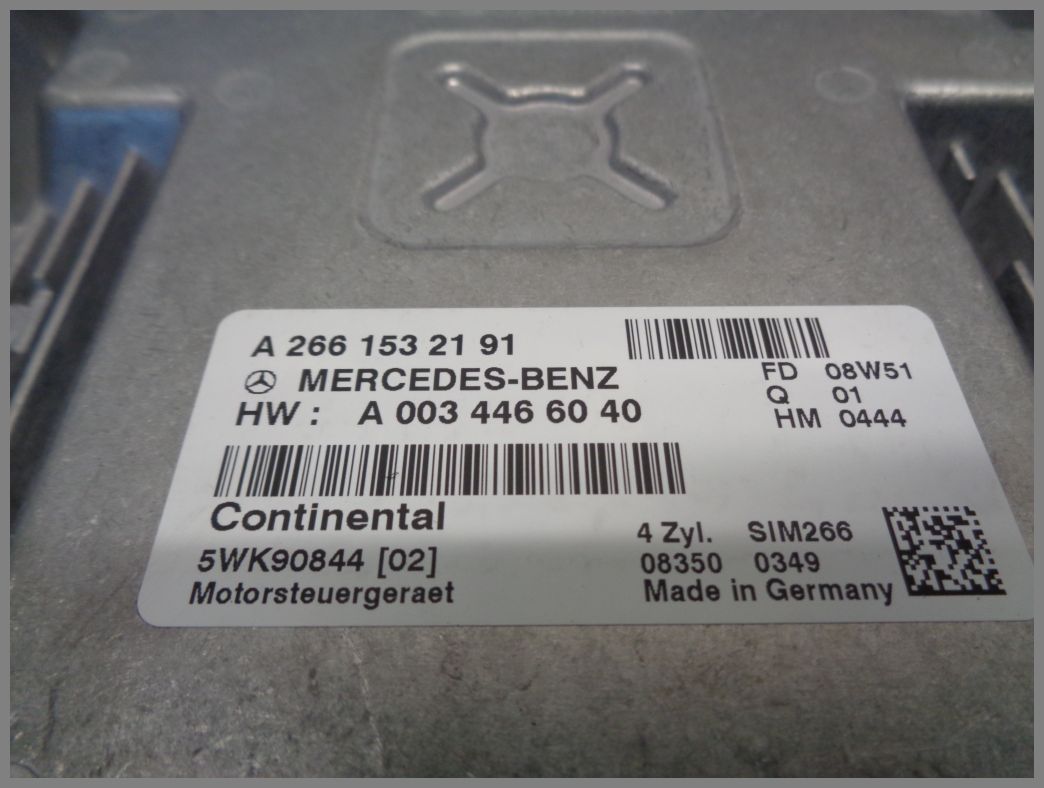 A 266 153 21 91
MERCEDES-BENZ
HW : A 003 446 60 40
FD 08W51
Q 01
HM 0444
Continental
5WK90844 [02]
Motorsteuergeraet
4 Zyl. SIM266
08350 0349
Made in Germany